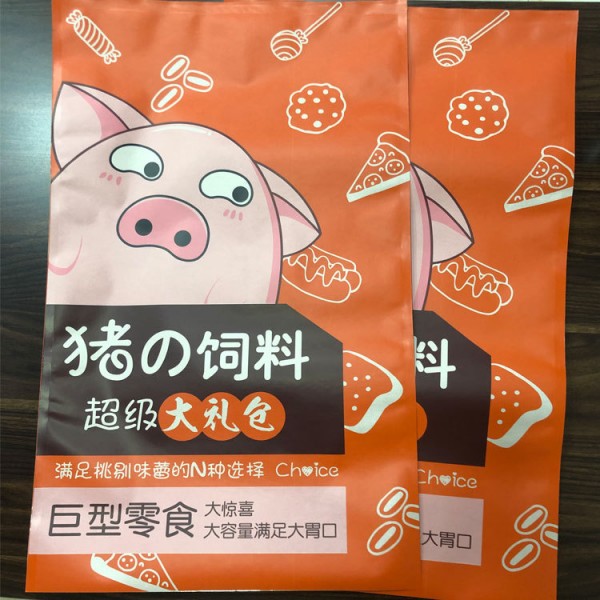 猪の饲料
超级大礼仓
满足挑剔味蕾的N种选择 Choice
巨型零食
大惊喜
大容量满足大胃口
料
Choice
大胃口